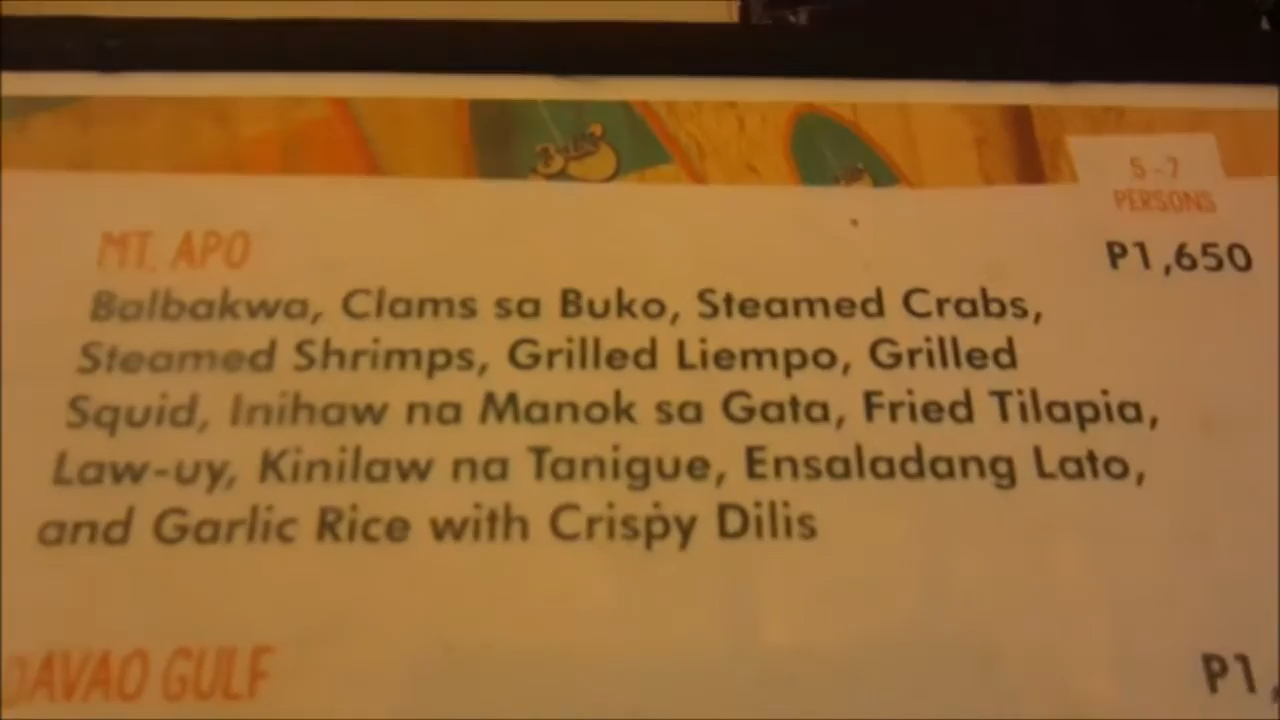 5-7
PERSONS
MT. APO
P1,650
Balbakwa, Clams sa Buko, Steamed Crabs,
Steamed Shrimps, Grilled Liempo, Grilled
Squid, Inihaw na Manok sa Gata, Fried Tilapia,
Law-uy, Kinilaw na Tanigue, Ensaladang Lato,
and Garlic Rice with Crispy Dilis
DAVAO GULF
P1,